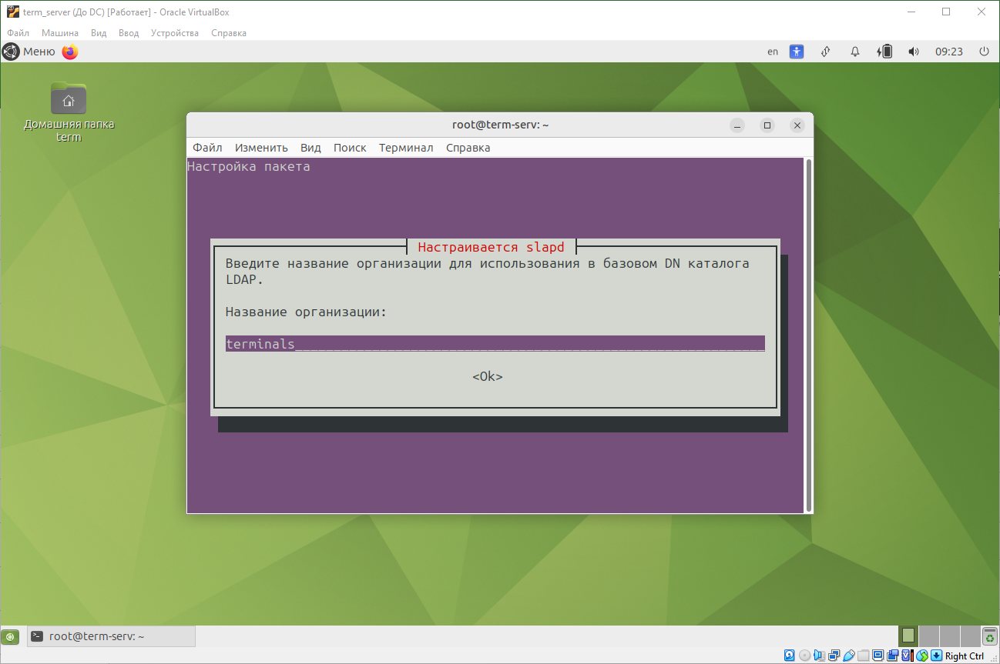 term_server (До DC) [Работает] - Oracle VirtualBox
Файл Машина Вид Ввод Устройства Справка
Меню en 09:23
Домашняя папка
term
root@term-serv: ~
Файл Изменить Вид Поиск Терминал Справка
Настройка пакета
Настраивается slapd
Введите название организации для использования в базовом DN каталога
LDAP.
Название организации:
terminals
<Ok>
root@term-serv: ~
Right Ctrl